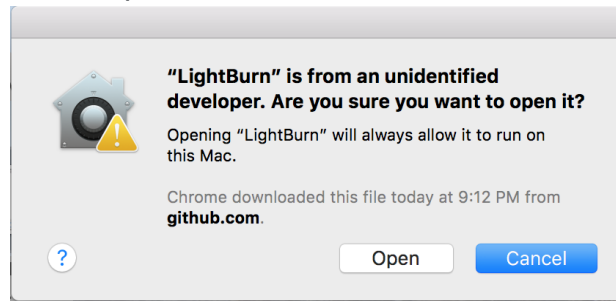 “LightBurn” is from an unidentified
developer. Are you sure you want to open it?
Opening “LightBurn” will always allow it to run on
this Mac.
Chrome downloaded this file today at 9:12 PM from
github.com.
?
Open
Cancel